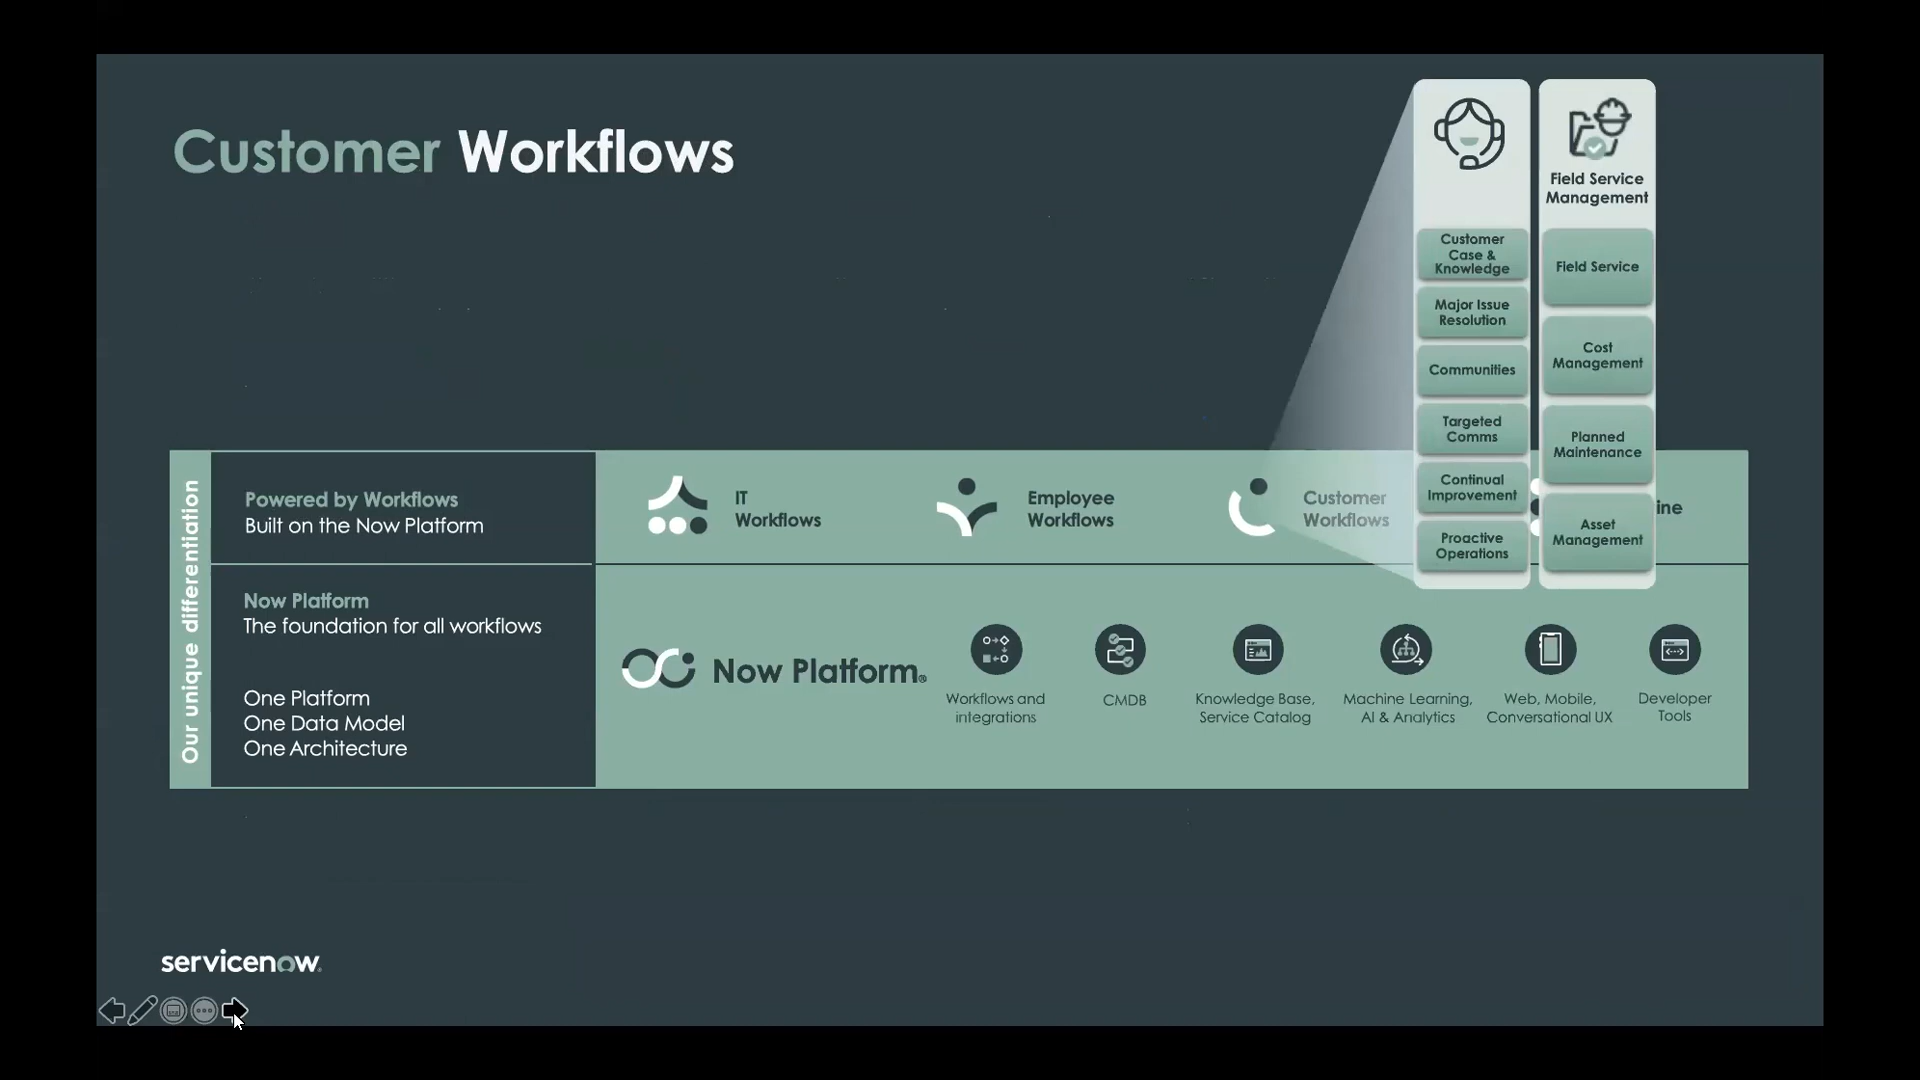 Customer Workflows
Field Service
Management
Customer
Case &
Knowledge
Major Issue
Resolution
Communities
Targeted
Comms
Continual
Improvement
Proactive
Operations
Field Service
Cost
Management
Planned
Maintenance
Asset
Management
Our unique differentiation
Powered by Workflows
Built on the Now Platform
IT
Workflows
Employee
Workflows
Customer
Workflows
ine
Now Platform
The foundation for all workflows
One Platform
One Data Model
One Architecture
Now Platform®
Workflows and
integrations
CMDB
Knowledge Base,
Service Catalog
Machine Learning,
AI & Analytics
Web, Mobile,
Conversational UX
Developer
Tools
servicenow.